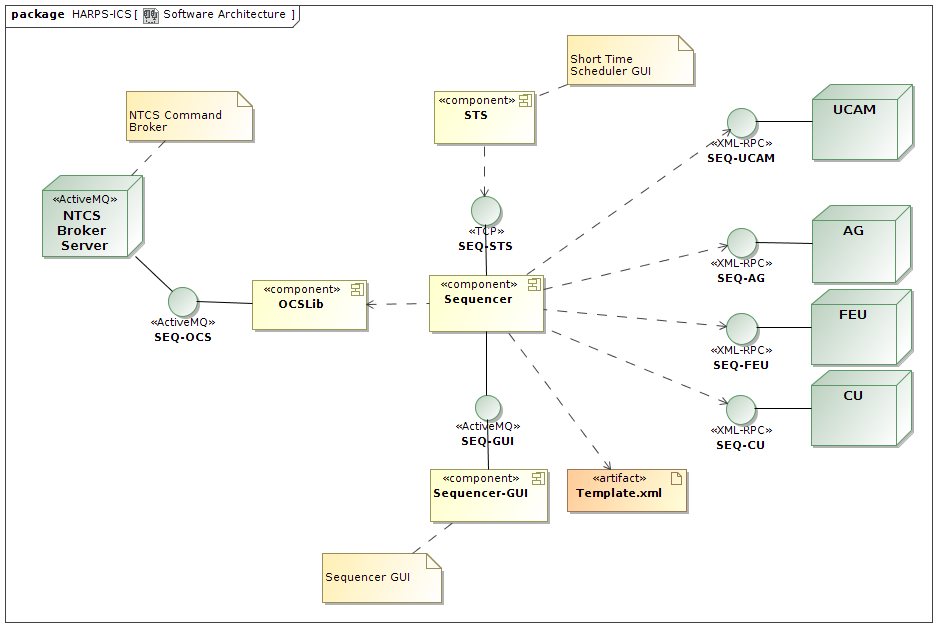 package HARPS-ICS [ Software Architecture ]
Short Time
Scheduler GUI
NTCS Command
Broker
«component»
STS
UCAM
«XML-RPC»
SEQ-UCAM
«ActiveMQ»
NTCS
Broker
Server
«TCP»
SEQ-STS
AG
«XML-RPC»
SEQ-AG
«component»
OCSLib
«component»
Sequencer
«ActiveMQ»
SEQ-OCS
FEU
«XML-RPC»
SEQ-FEU
CU
«XML-RPC»
SEQ-CU
«ActiveMQ»
SEQ-GUI
«component»
Sequencer-GUI
«artifact»
Template.xml
Sequencer GUI